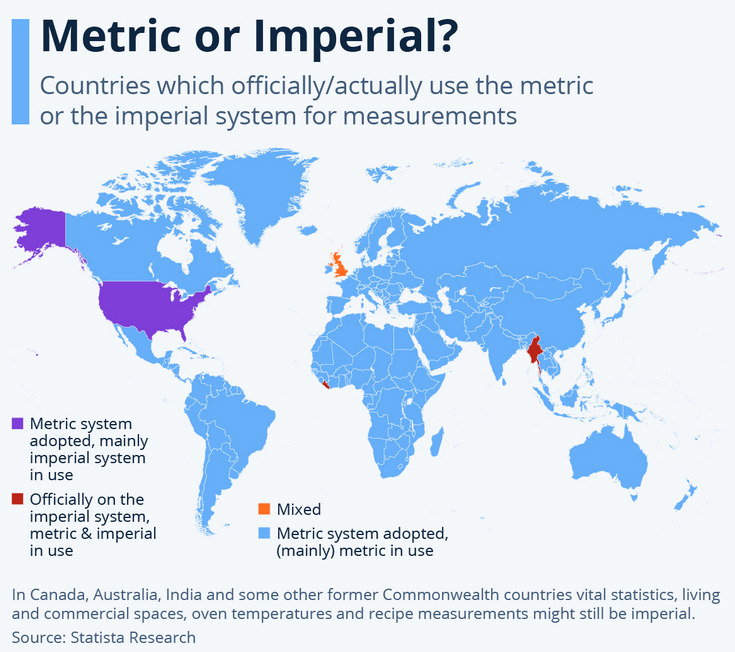 Metric or Imperial?
Countries which officially/actually use the metric
or the imperial system for measurements
Metric system
adopted, mainly
imperial system
in use
Officially on the
imperial system,
metric & imperial
in use
Mixed
Metric system adopted,
(mainly) metric in use
In Canada, Australia, India and some other former Commonwealth countries vital statistics, living
and commercial spaces, oven temperatures and recipe measurements might still be imperial.
Source: Statista Research